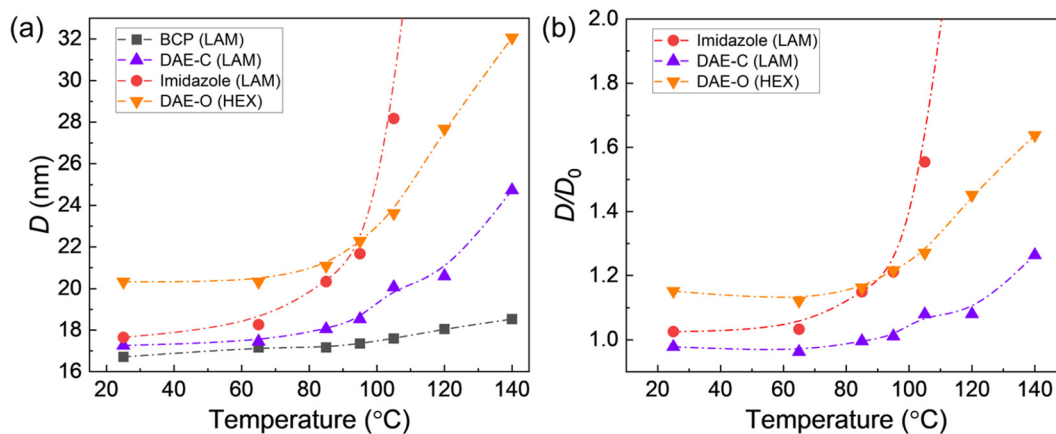 (a)
BCP (LAM)
DAE-C (LAM)
Imidazole (LAM)
DAE-O (HEX)
32
30
28
26
24
22
20
18
16
D (nm)
20 40 60 80 100 120 140
Temperature (°C)
(b)
Imidazole (LAM)
DAE-C (LAM)
DAE-O (HEX)
2.0
1.8
1.6
1.4
1.2
1.0
D/D₀
20 40 60 80 100 120 140
Temperature (°C)